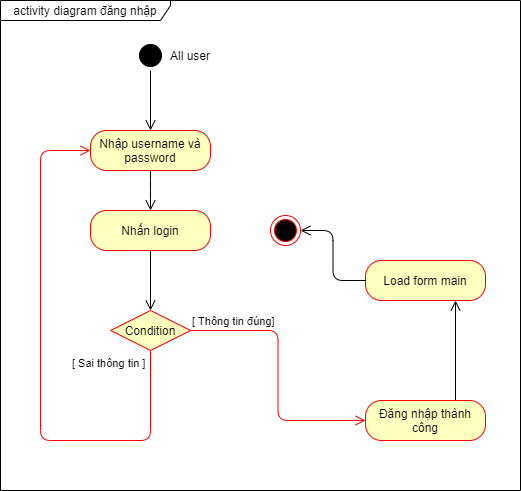 activity diagram đăng nhập
All user
Nhập username và
password
Nhấn login
Load form main
Condition
[ Thông tin đúng]
[ Sai thông tin ]
Đăng nhập thành
công